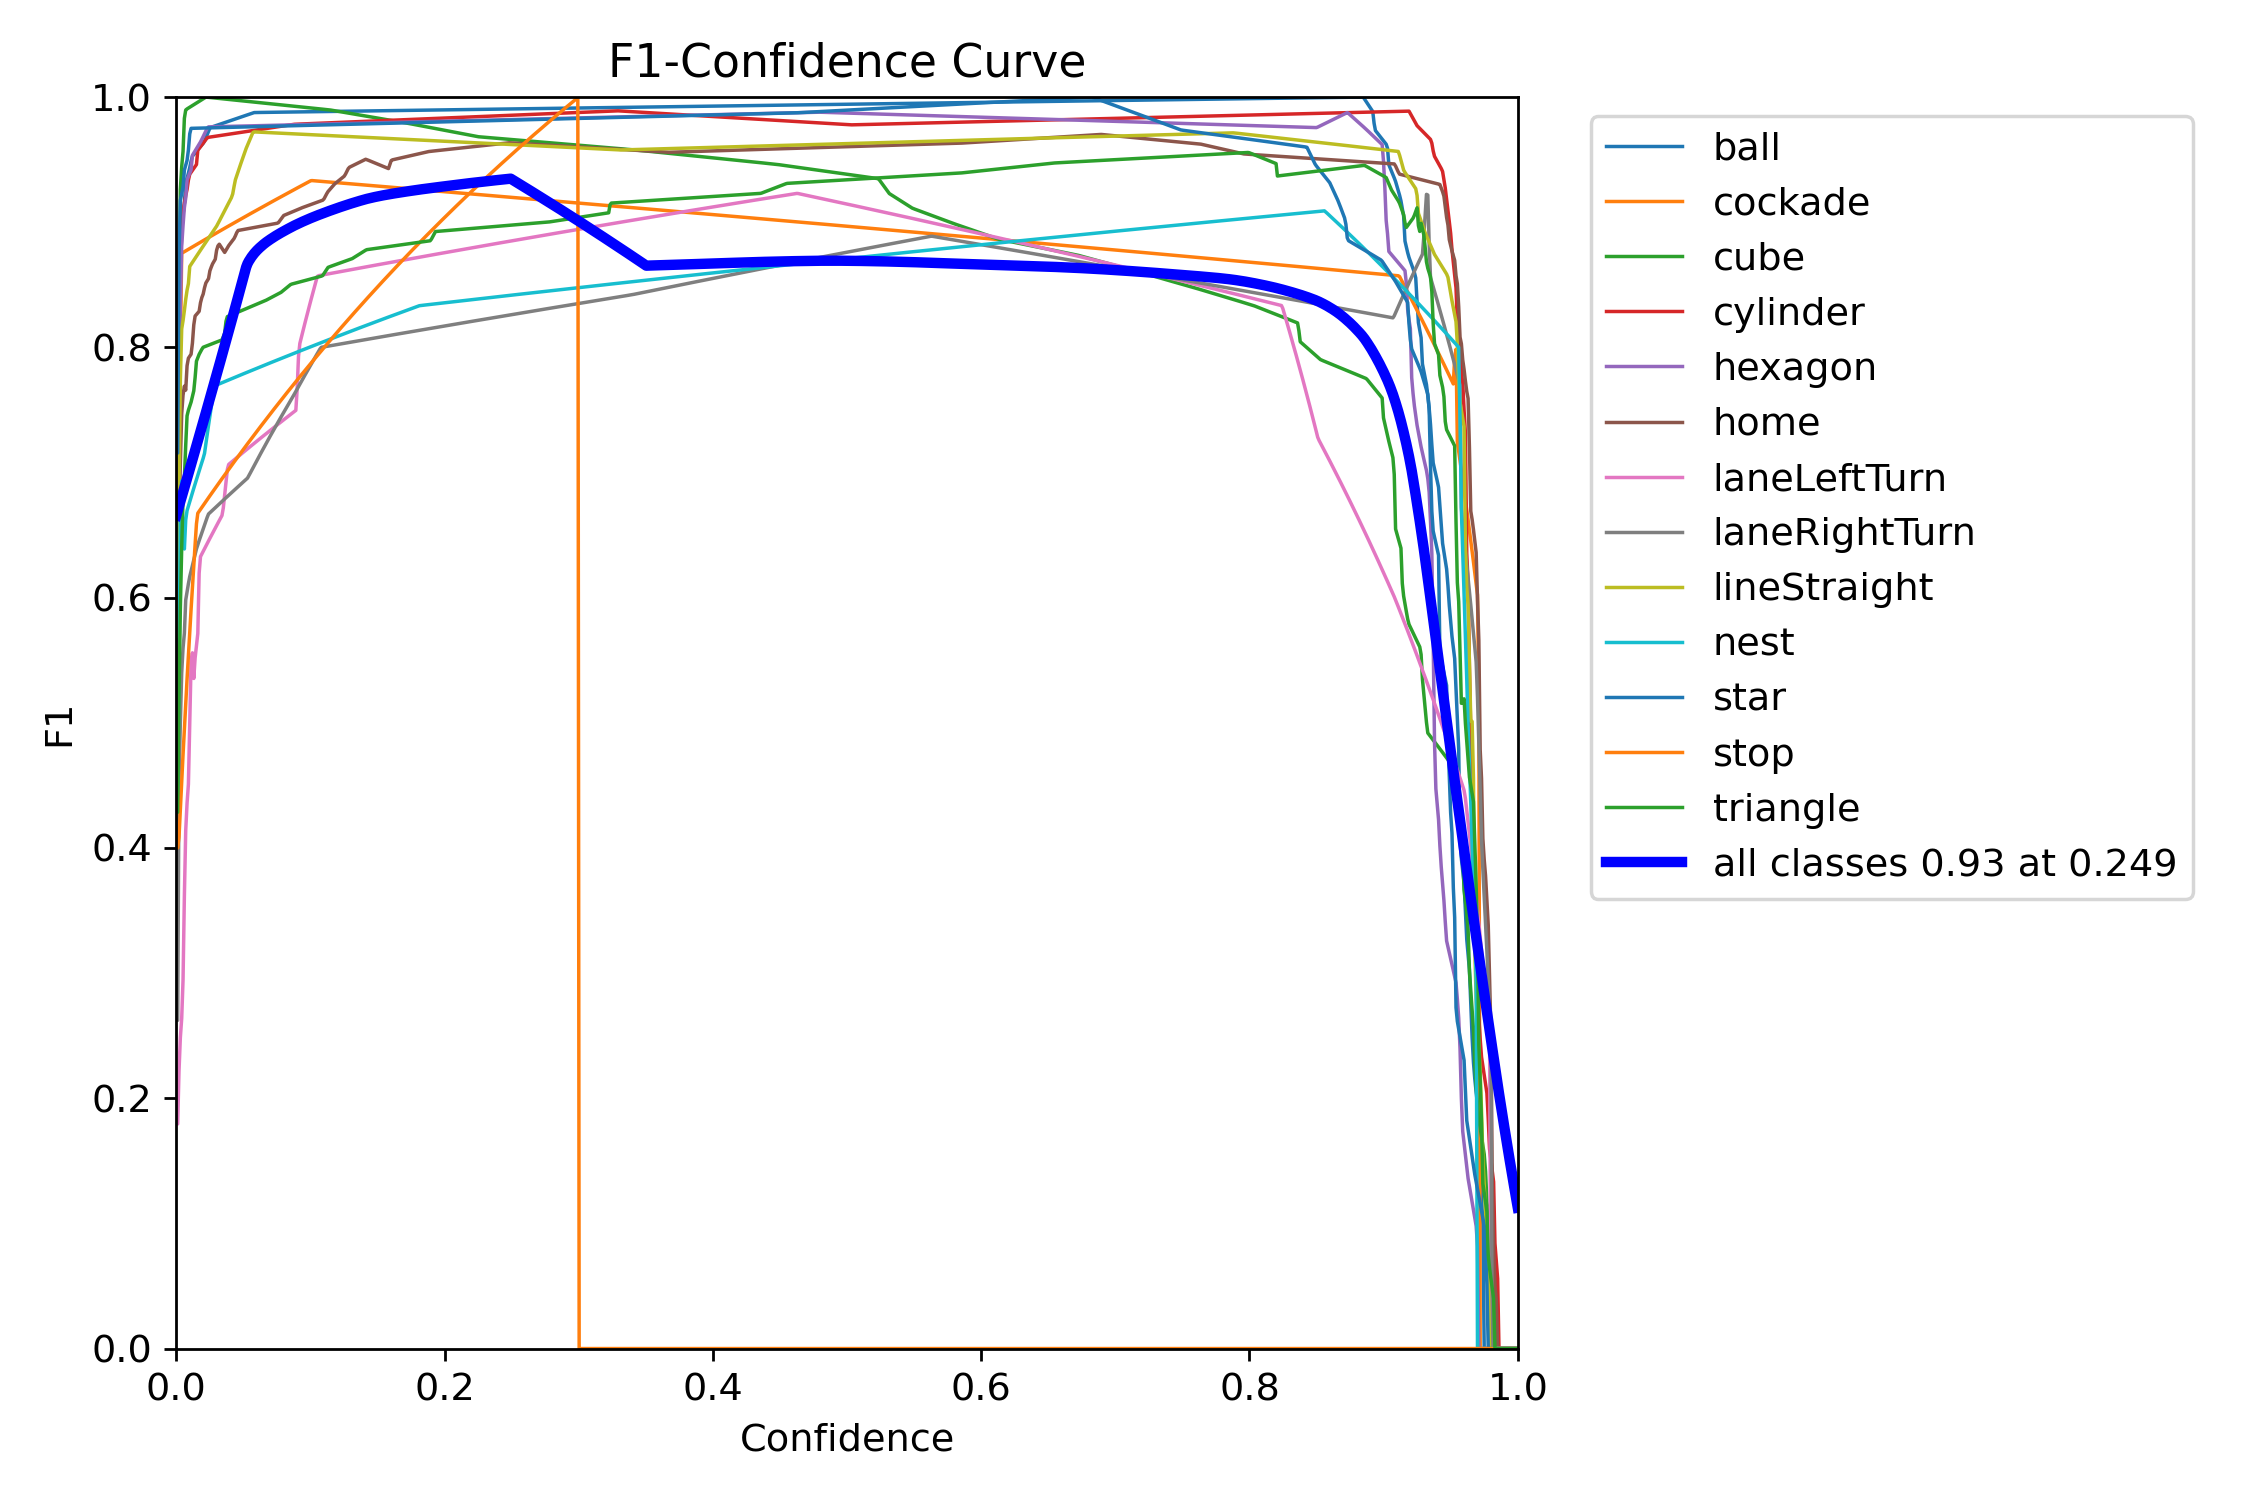 F1-Confidence Curve
1.0
0.8
0.6
0.4
0.2
0.0
F1
0.0 0.2 0.4 0.6 0.8 1.0
Confidence
ball
cockade
cube
cylinder
hexagon
home
laneLeftTurn
laneRightTurn
lineStraight
nest
star
stop
triangle
all classes 0.93 at 0.249